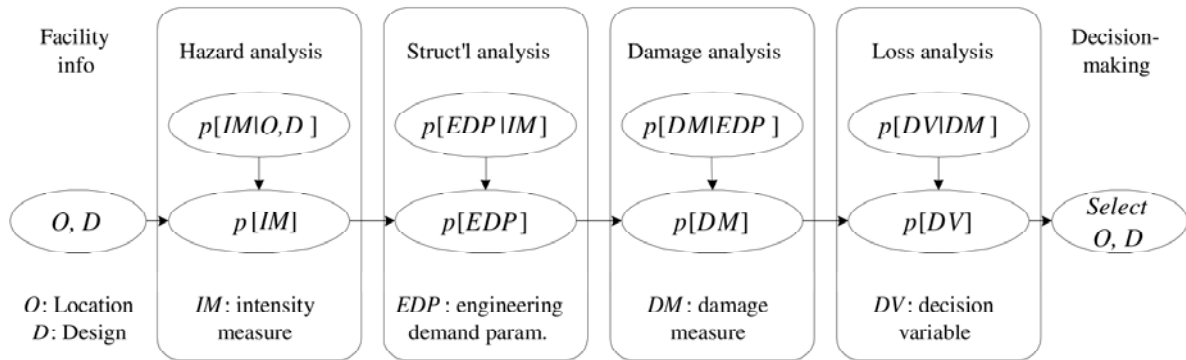 Facility
info
Hazard analysis
Struct'l analysis
Damage analysis
Loss analysis
Decision-
making
p[IM|O,D ]
p[EDP |IM]
p[DM|EDP ]
p[DV|DM ]
O, D
p[IM]
p[EDP]
p[DM]
p[DV]
Select
O, D
O: Location
D: Design
IM : intensity
measure
EDP : engineering
demand param.
DM : damage
measure
DV : decision
variable